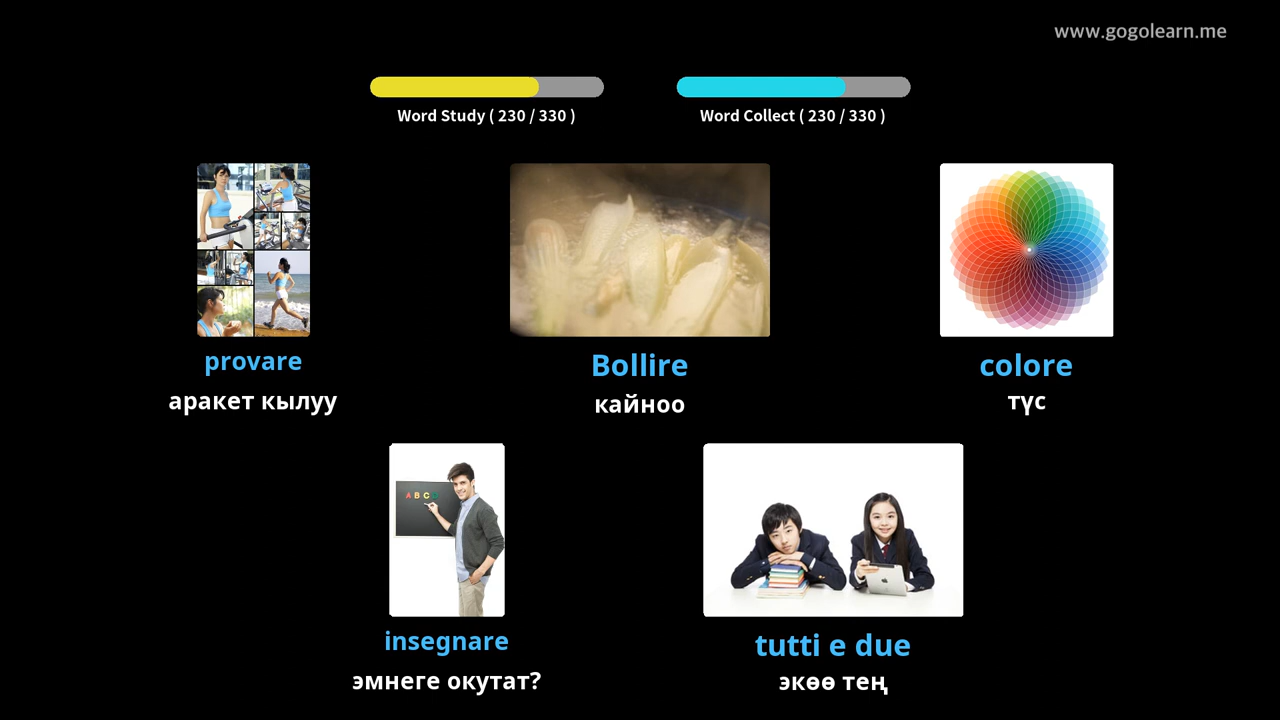 www.gogolearn.me
Word Study ( 230 / 330 )
Word Collect ( 230 / 330 )
provare
аракет кылуу
Bollire
кайноо
colore
түс
A B C D
insegnare
эмнеге окутат?
tutti e due
экөө тең